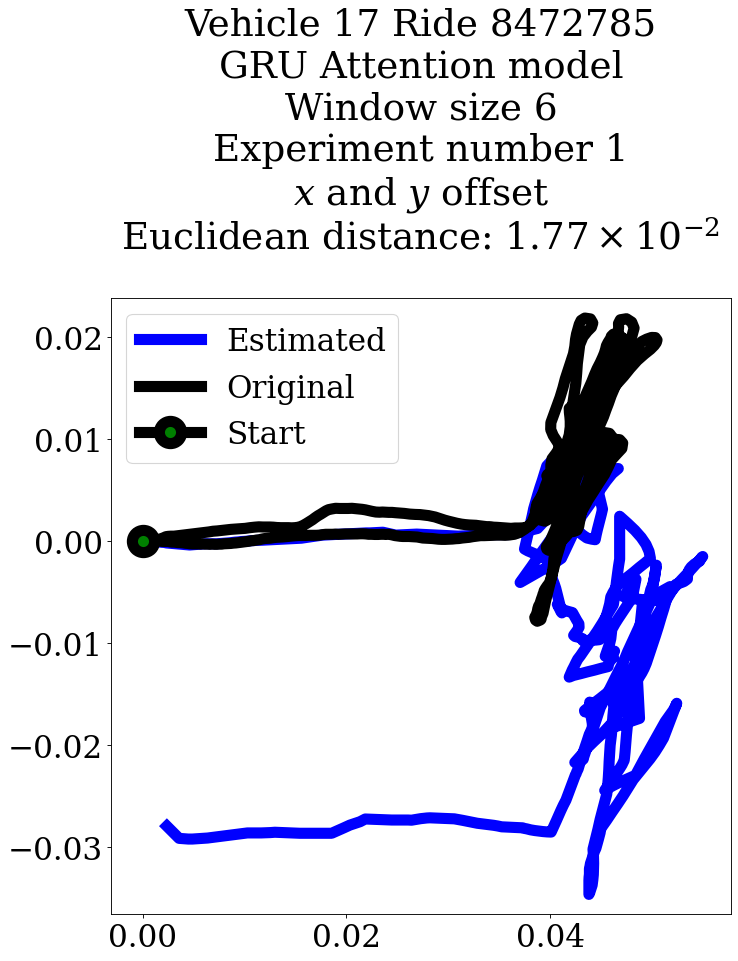 Vehicle 17 Ride 8472785
GRU Attention model
Window size 6
Experiment number 1
x and y offset
Euclidean distance: 1.77 × 10⁻²
Estimated
Original
Start
0.02
0.01
0.00
−0.01
−0.02
−0.03
0.00 0.02 0.04